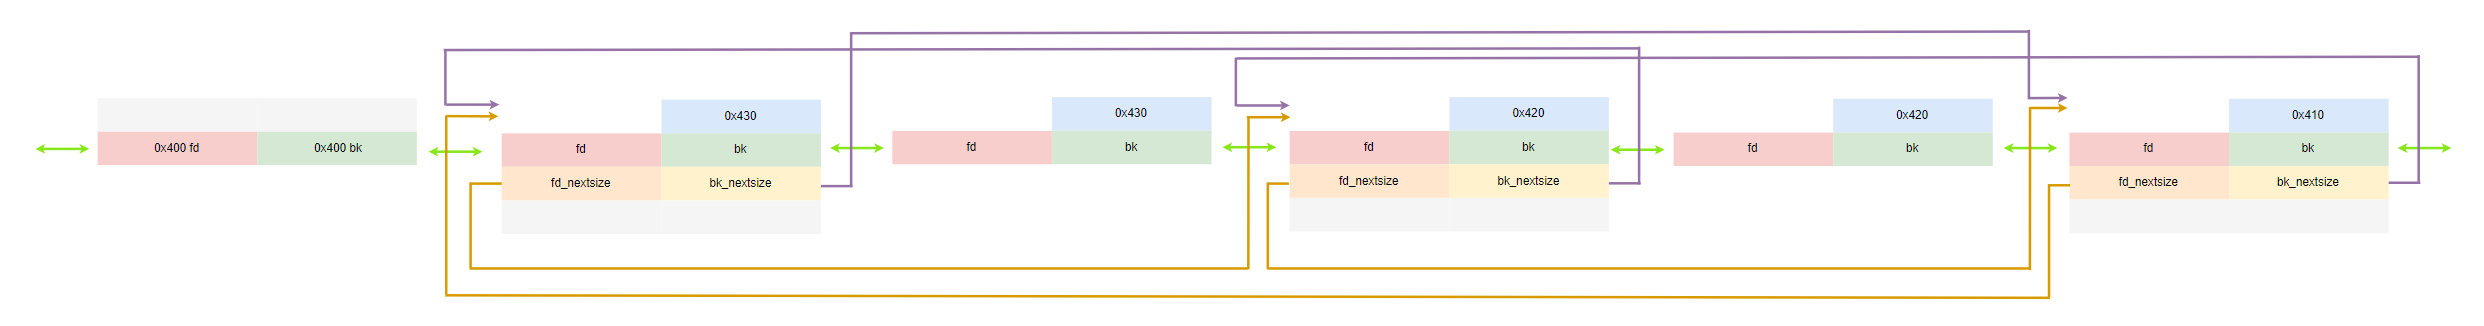 0x400 fd 0x400 bk
0x430
fd bk
fd_nextsize bk_nextsize
0x430
fd bk
0x420
fd bk
fd_nextsize bk_nextsize
0x420
fd bk
0x410
fd bk
fd_nextsize bk_nextsize